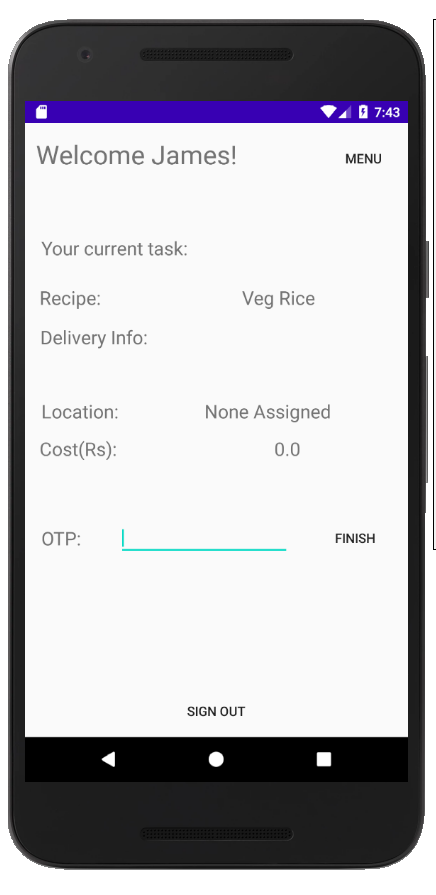 7:43
Welcome James! MENU
Your current task:
Recipe: Veg Rice
Delivery Info:
Location: None Assigned
Cost(Rs): 0.0
OTP: FINISH
SIGN OUT